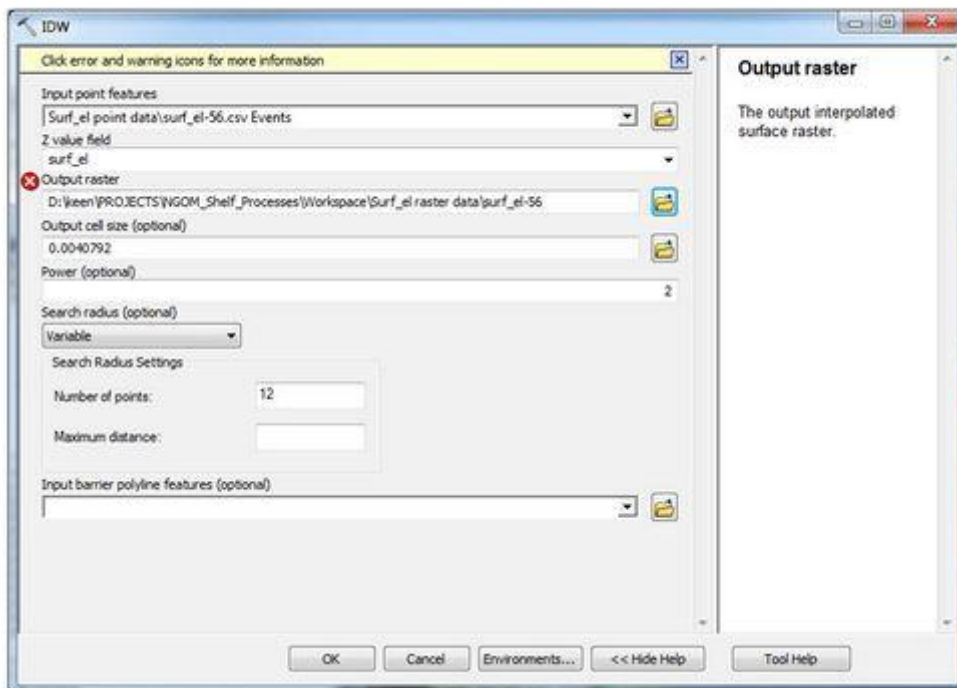 IDW
Click error and warning icons for more information
Input point features
Surf_el point data\surf_el-56.csv Events
Z value field
surf_el
Output raster
D:\keen\PROJECTS\NGOM_Shelf_Processes\Workspace\Surf_el raster data\surf_el-56
Output cell size (optional)
0.0040792
Power (optional)
2
Search radius (optional)
Variable
Search Radius Settings
Number of points:
12
Maximum distance:
Input barrier polyline features (optional)
OK
Cancel
Environments...
<< Hide Help
Output raster
The output interpolated
surface raster.
Tool Help